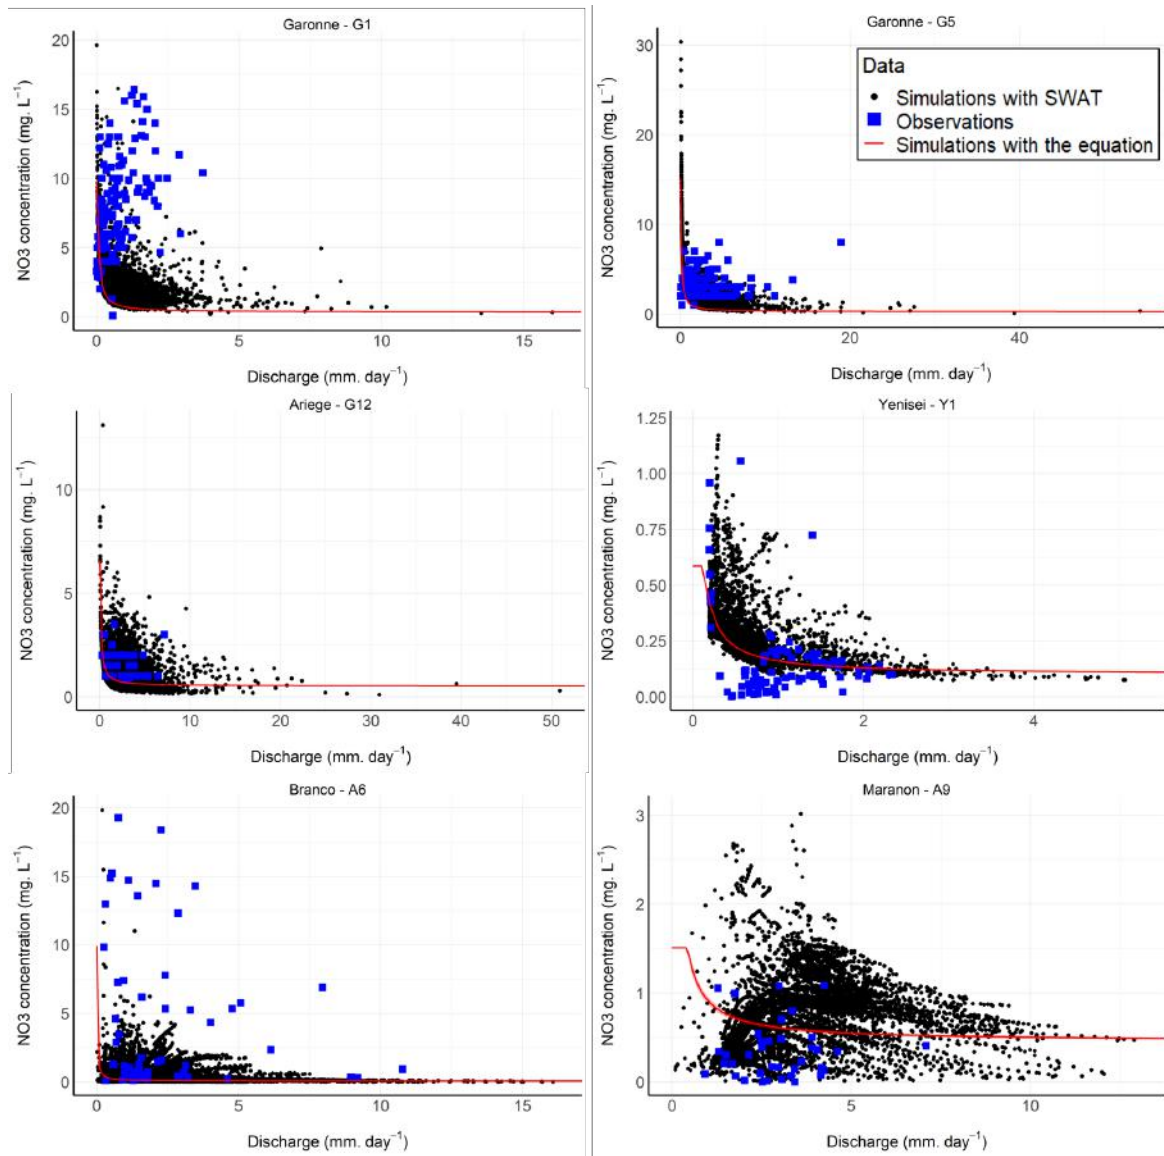 Garonne - G1
NO3 concentration (mg. L⁻¹)
20
15
10
5
0
0 5 10 15
Discharge (mm. day⁻¹)
Garonne - G5
NO3 concentration (mg. L⁻¹)
30
20
10
0
0 20 40
Discharge (mm. day⁻¹)
Data
Simulations with SWAT
Observations
Simulations with the equation
Ariege - G12
NO3 concentration (mg. L⁻¹)
10
5
0
0 10 20 30 40 50
Discharge (mm. day⁻¹)
Yenisei - Y1
NO3 concentration (mg. L⁻¹)
1.25
1.00
0.75
0.50
0.25
0.00
0 2 4
Discharge (mm. day⁻¹)
Branco - A6
NO3 concentration (mg. L⁻¹)
20
15
10
5
0
0 5 10 15
Discharge (mm. day⁻¹)
Maranon - A9
NO3 concentration (mg. L⁻¹)
3
2
1
0
0 5 10
Discharge (mm. day⁻¹)